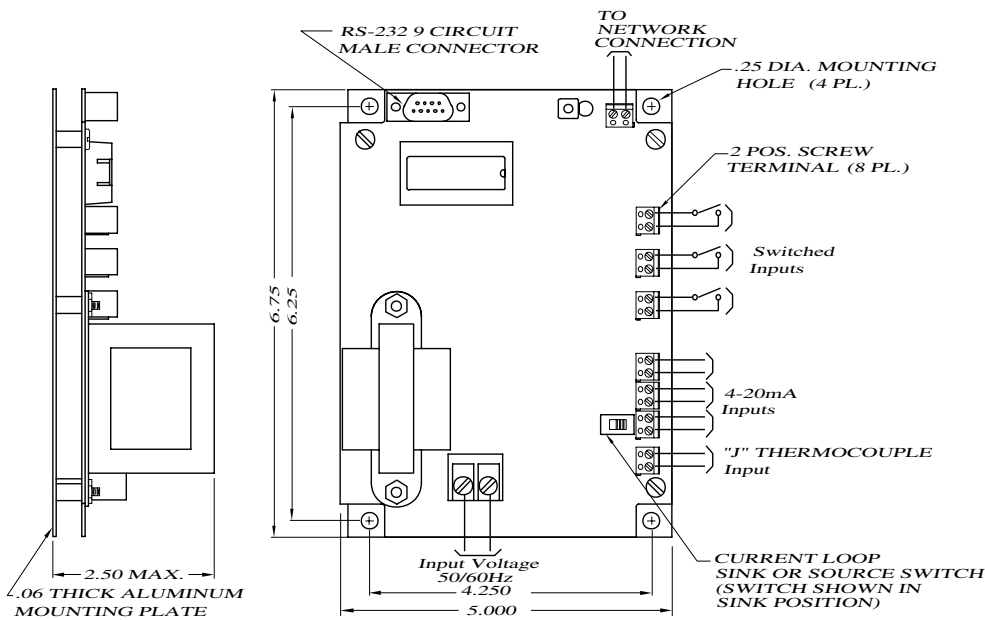 RS-232 9 CIRCUIT
MALE CONNECTOR
TO
NETWORK
CONNECTION
.25 DIA. MOUNTING
HOLE (4 PL.)
2 POS. SCREW
TERMINAL (8 PL.)
Switched
Inputs
6.75
6.25
4-20mA
Inputs
"J" THERMOCOUPLE
Input
CURRENT LOOP
SINK OR SOURCE SWITCH
(SWITCH SHOWN IN
SINK POSITION)
Input Voltage
50/60Hz
4.250
5.000
2.50 MAX.
.06 THICK ALUMINUM
MOUNTING PLATE